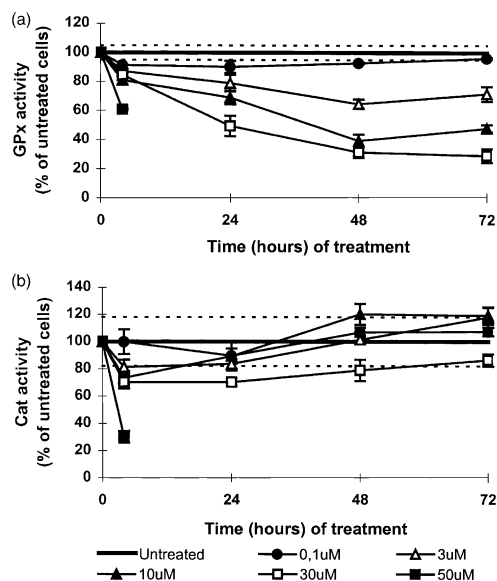 (a)
120
100
80
60
40
20
0
GPx activity
(% of untreated cells)
0 24 48 72
Time (hours) of treatment
(b)
140
120
100
80
60
40
20
0
Cat activity
(% of untreated cells)
0 24 48 72
Time (hours) of treatment
Untreated 0,1uM 3uM
10uM 30uM 50uM